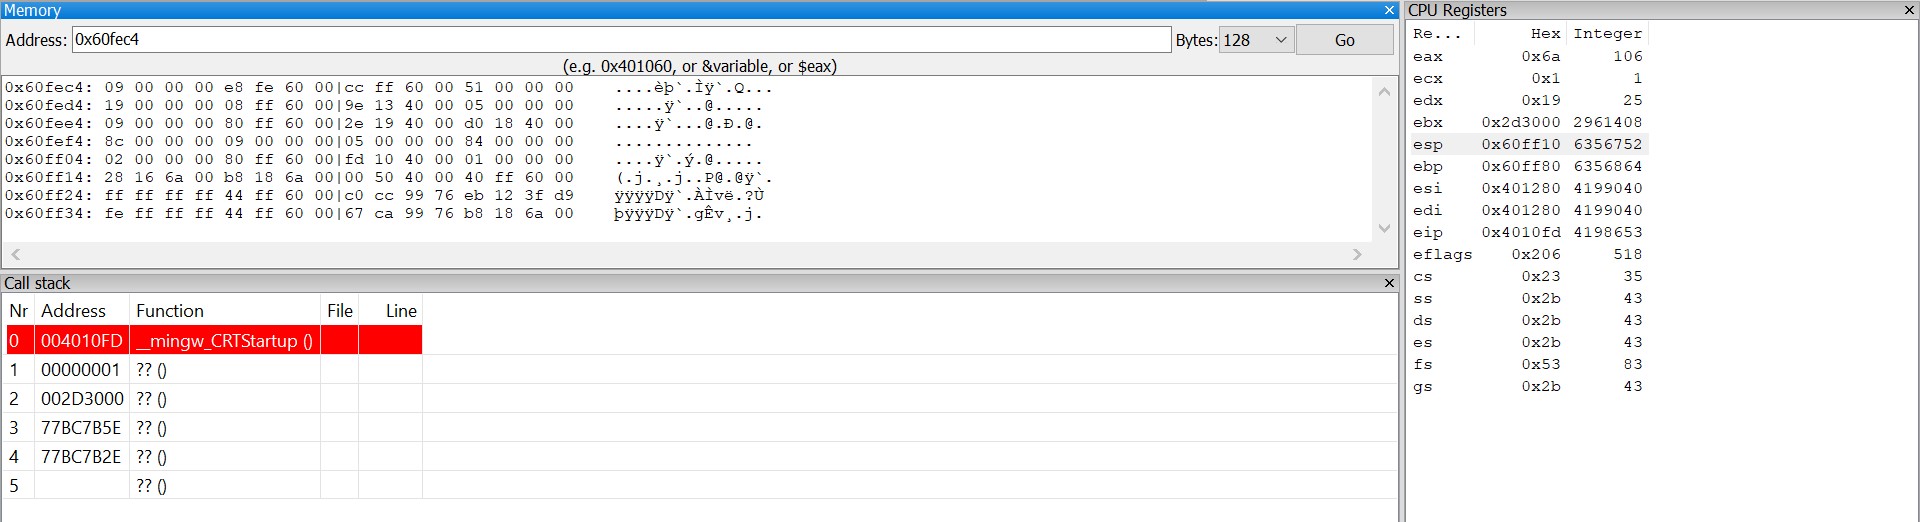 Memory
Address: 0x60fec4 Bytes: 128 Go
(e.g. 0x401060, or &variable, or $eax)
0x60fec4: 09 00 00 00 e8 fe 60 00|cc ff 60 00 51 00 00 00 ....èþ`.Ìÿ`.Q...
0x60fed4: 19 00 00 00 08 ff 60 00|9e 13 40 00 05 00 00 00 .....ÿ`..@.....
0x60fee4: 09 00 00 00 80 ff 60 00|2e 19 40 00 d0 18 40 00 ....ÿ`...@.Ð.@.
0x60fef4: 8c 00 00 00 09 00 00 00|05 00 00 00 84 00 00 00 ..............
0x60ff04: 02 00 00 00 80 ff 60 00|fd 10 40 00 01 00 00 00 ....ÿ`.ý.@.....
0x60ff14: 28 16 6a 00 b8 18 6a 00|00 50 40 00 40 ff 60 00 (.j.¸.j..P@.@ÿ`.
0x60ff24: ff ff ff ff 44 ff 60 00|c0 cc 99 76 eb 12 3f d9 ÿÿÿÿDÿ`.ÀÌvë.?Ù
0x60ff34: fe ff ff ff 44 ff 60 00|67 ca 99 76 b8 18 6a 00 þÿÿÿDÿ`.gÊv¸.j.
Call stack
Nr Address Function File Line
0 004010FD __mingw_CRTStartup ()
1 00000001 ?? ()
2 002D3000 ?? ()
3 77BC7B5E ?? ()
4 77BC7B2E ?? ()
5 ?? ()
CPU Registers
Re... Hex Integer
eax 0x6a 106
ecx 0x1 1
edx 0x19 25
ebx 0x2d3000 2961408
esp 0x60ff10 6356752
ebp 0x60ff80 6356864
esi 0x401280 4199040
edi 0x401280 4199040
eip 0x4010fd 4198653
eflags 0x206 518
cs 0x23 35
ss 0x2b 43
ds 0x2b 43
es 0x2b 43
fs 0x53 83
gs 0x2b 43